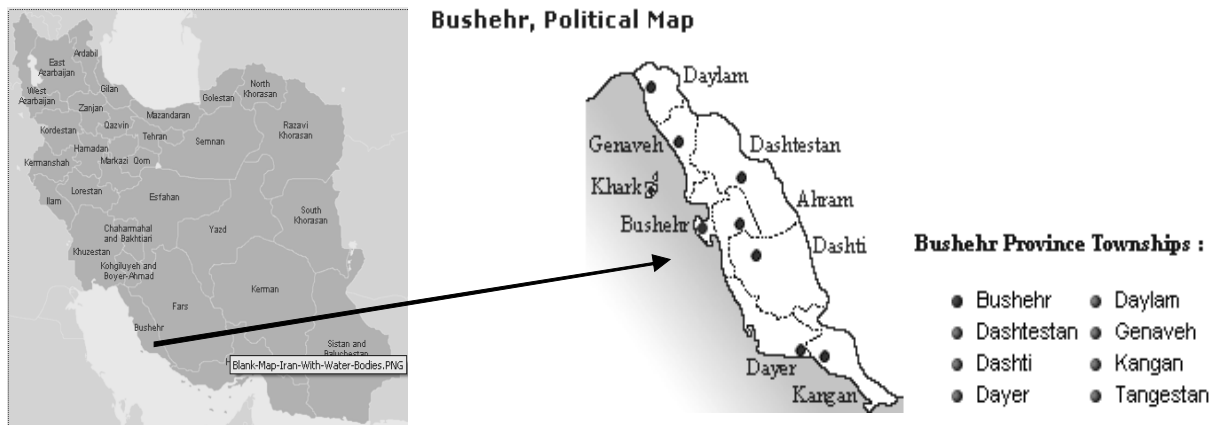 Bushehr, Political Map
Ardabil
East
Azarbaijan
West
Azarbaijan
Gilan
Zanjan
North
Khorasan
Golestan
Mazandaran
Razavi
Khorasan
Kordestan
Qazvin
Tehran
Semnan
Hamadan
Kermanshah
Markazi
Qom
Lorestan
Ilam
Esfahan
South
Khorasan
Chaharmahal
and Bakhtiari
Yazd
Khuzestan
Kohgiluyeh and
Boyer-Ahmad
Kerman
Fars
Bushehr
Sistan and
Baluchestan
H
Blank-Map-Iran-With-Water-Bodies.PNG
Daylam
Genaveh
Dashtestan
Khark
Ahram
Bushehr
Dashti
Dayer
Kangan
Bushehr Province Townships :
Bushehr
Daylam
Dashtestan
Genaveh
Dashti
Kangan
Dayer
Tangestan